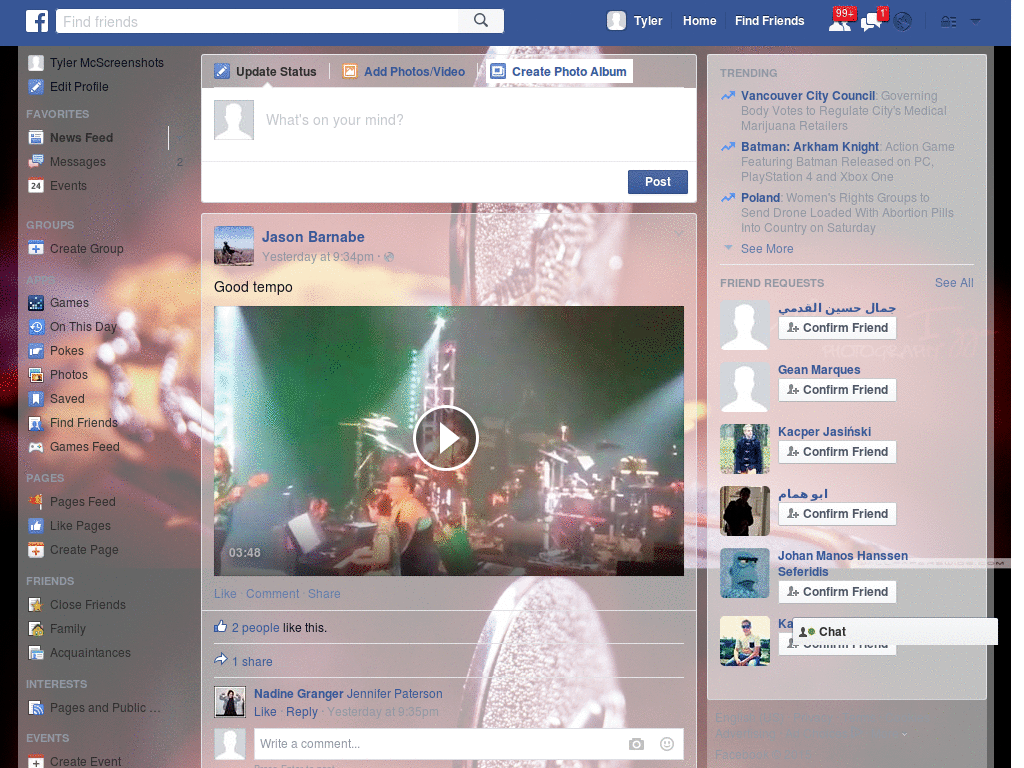 Find friends
Tyler
Home
Find Friends
99+
1
Tyler McScreenshots
Edit Profile
FAVORITES
News Feed
Messages
2
24
Events
GROUPS
Create Group
APPS
Games
On This Day
Pokes
Photos
Saved
Find Friends
Games Feed
PAGES
Pages Feed
Like Pages
Create Page
FRIENDS
Close Friends
Family
Acquaintances
INTERESTS
Pages and Public ...
EVENTS
Create Event
Update Status
Add Photos/Video
Create Photo Album
What's on your mind?
Post
Jason Barnabe
Yesterday at 9:34pm ·
Good tempo
03:48
Like · Comment · Share
2 people like this.
1 share
Nadine Granger Jennifer Paterson
Like · Reply · Yesterday at 9:35pm
Write a comment...
TRENDING
Vancouver City Council: Governing
Body Votes to Regulate City's Medical
Marijuana Retailers
Batman: Arkham Knight: Action Game
Featuring Batman Released on PC,
PlayStation 4 and Xbox One
Poland: Women's Rights Groups to
Send Drone Loaded With Abortion Pills
Into Country on Saturday
See More
FRIEND REQUESTS
See All
جمال حسين القدمي
Confirm Friend
Gean Marques
Confirm Friend
Kacper Jasiński
Confirm Friend
ابو همام
Confirm Friend
Johan Manos Hanssen
Seferidis
Confirm Friend
Ka
Chat
Confirm Friend